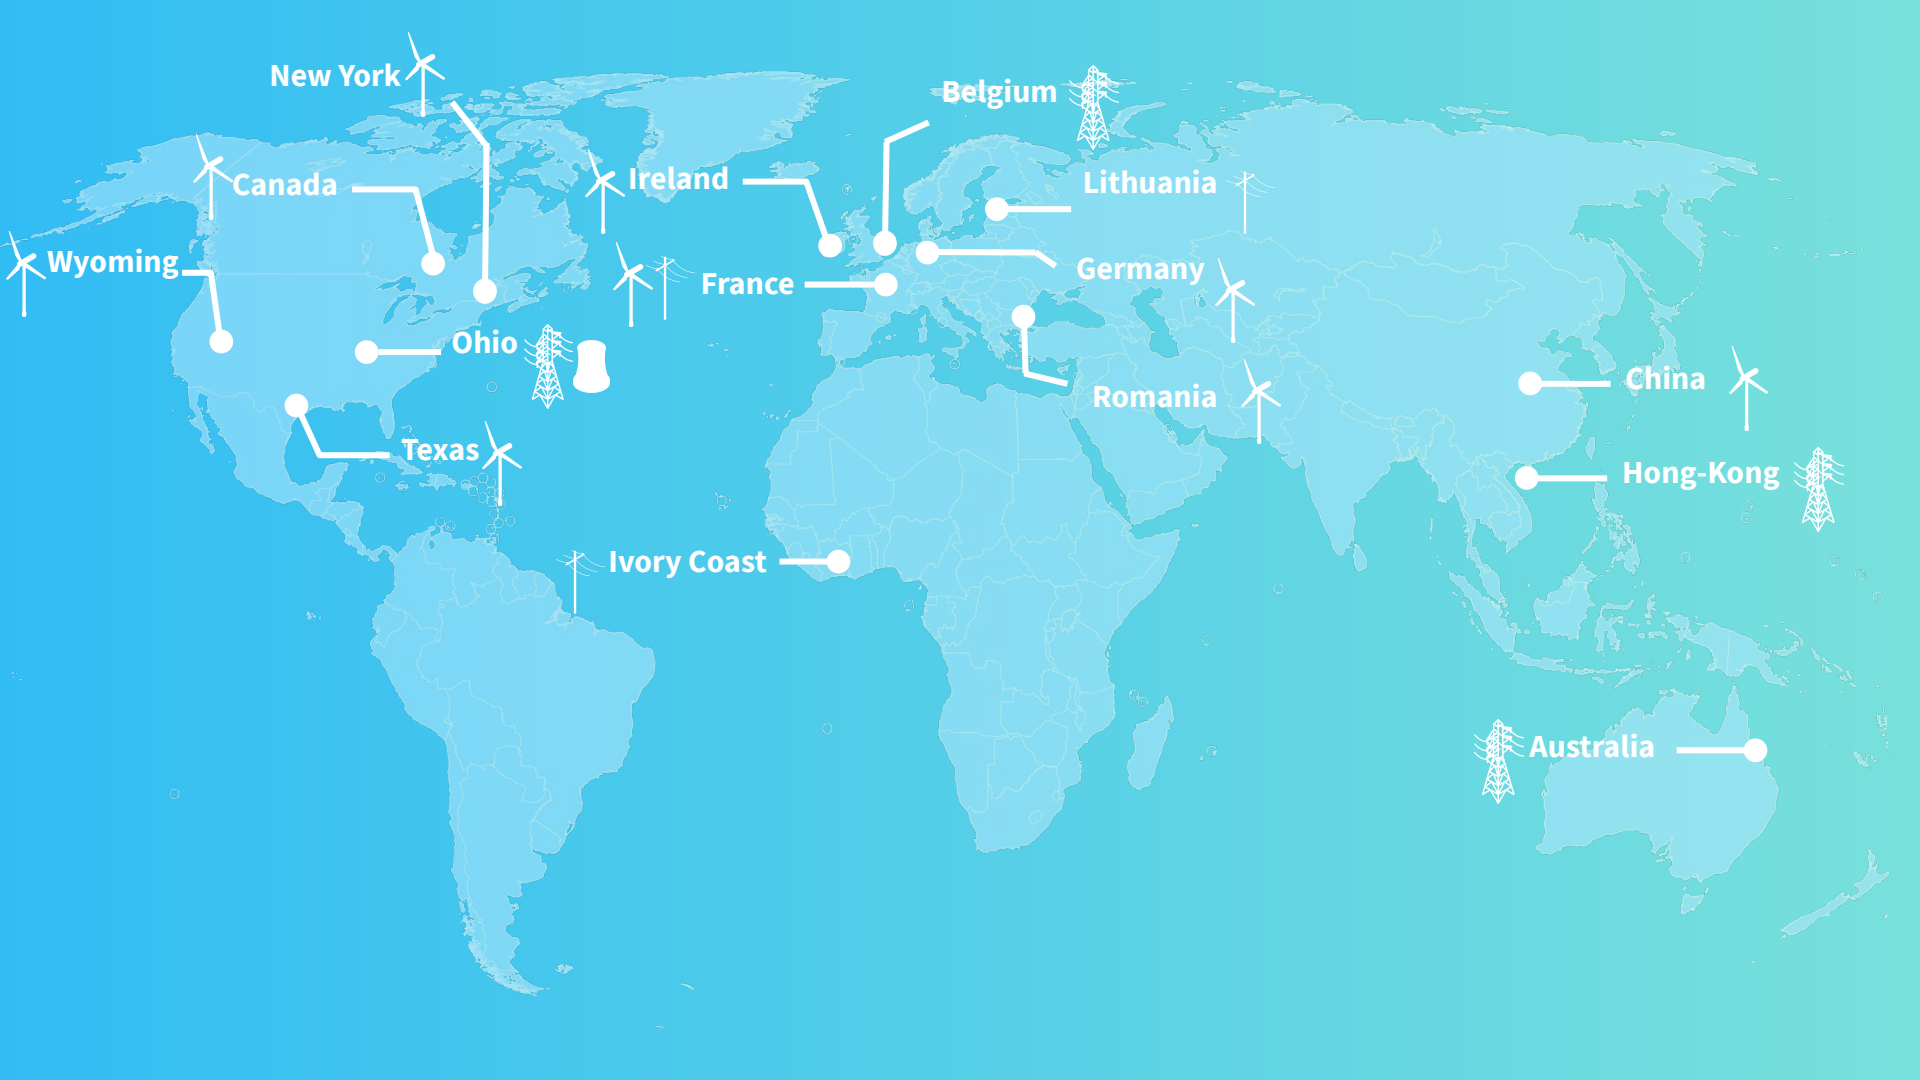 New York
Belgium
Canada
Ireland
Lithuania
Wyoming
France
Germany
Ohio
China
Romania
Texas
Hong-Kong
Ivory Coast
Australia